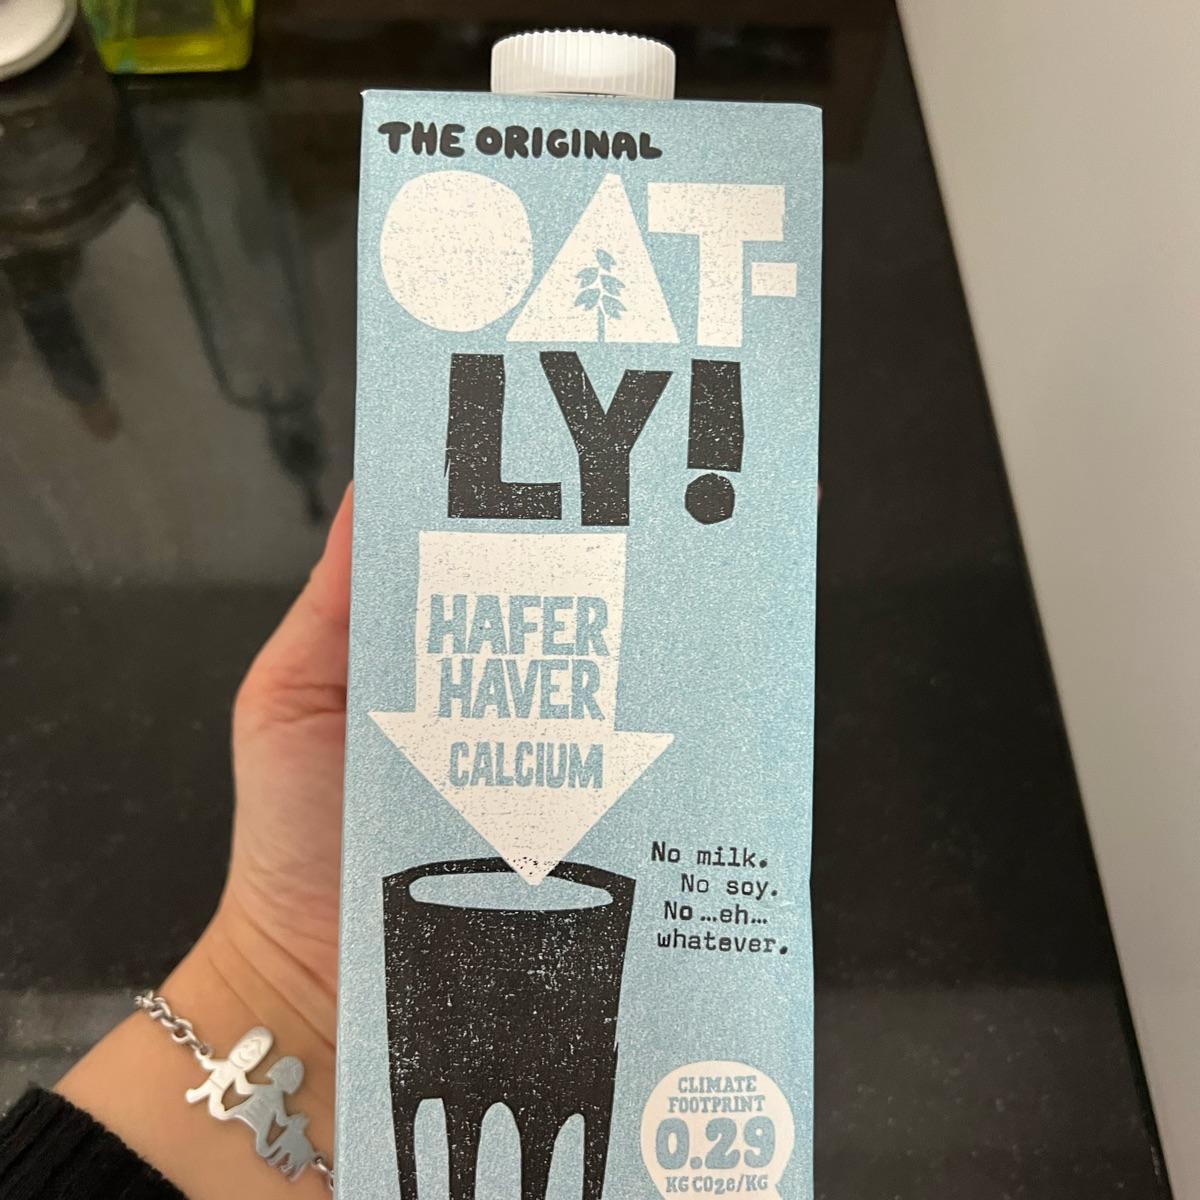 THE ORIGINAL
OAT-
LY!
HAFER
HAVER
CALCIUM
No milk.
No soy.
No...eh...
whatever.
CLIMATE
FOOTPRINT
0.29
KG CO2e/KG